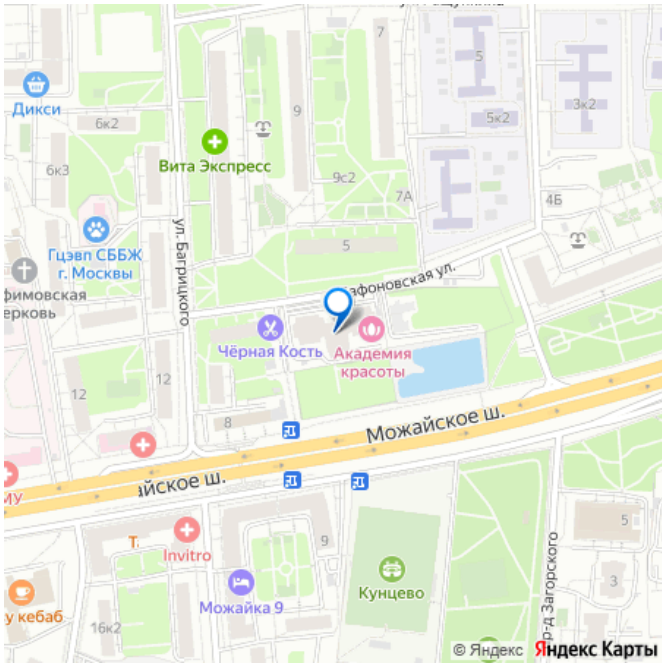 7
5
Дикси
6к2
9
5к2
3к2
Вита Экспресс
6к3
9с2
7А
4Б
ул. Багрицкого
Гцэвп СББЖ
г. Москвы
5
афоновская ул.
фимовская
ерковь
Чёрная Кость
Академия
красоты
12
12
8
Можайское ш.
айское ш.
МУ
Т.
Invitro
9
5
Кунцево
3
р-д Загорского
Можайка 9
у кебаб
16к2
© Яндекс Яндекс Карты